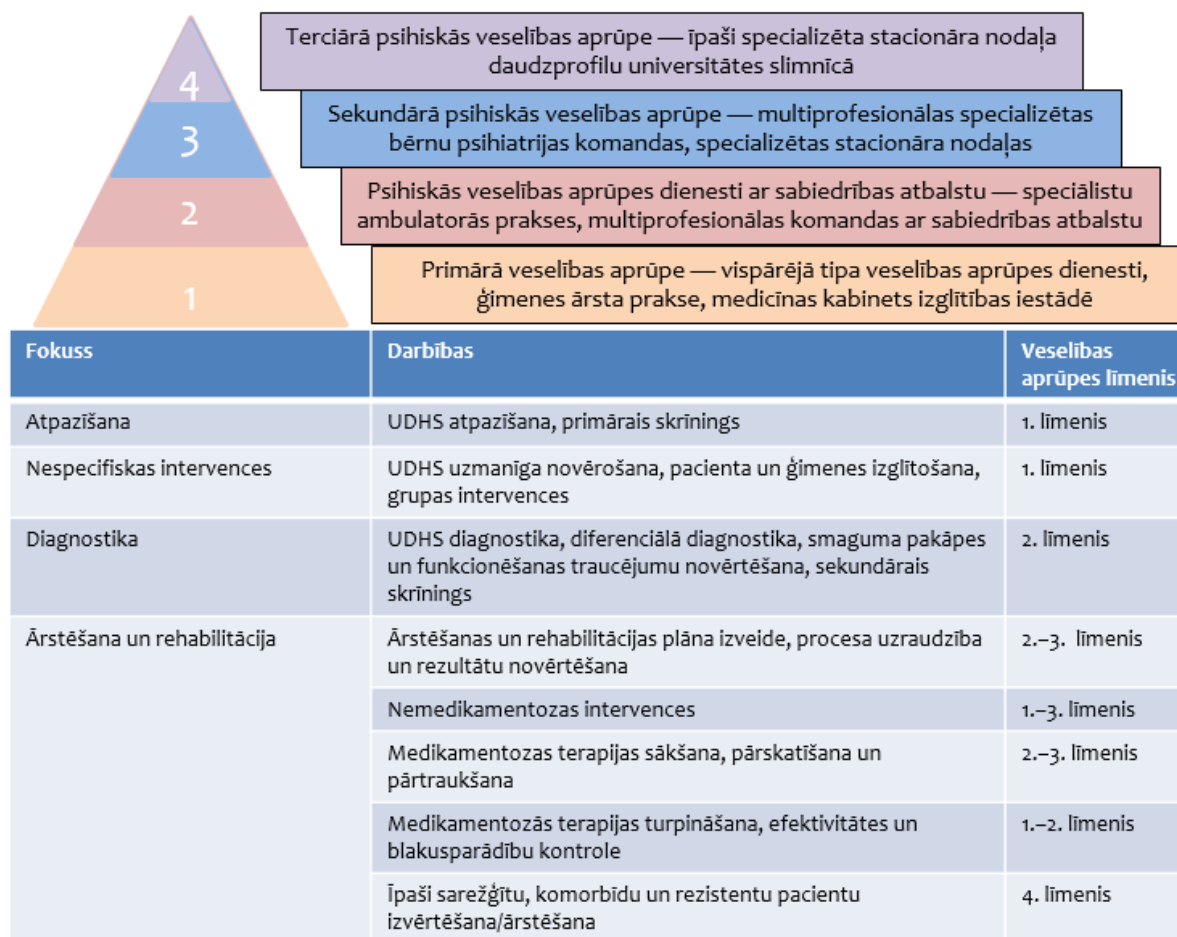 Terciārā psihiskās veselības aprūpe — īpaši specializēta stacionāra nodaļa
daudzprofilu universitātes slimnīcā
4
Sekundārā psihiskās veselības aprūpe — multiprofesionālas specializētas
bērnu psihiatrijas komandas, specializētas stacionāra nodaļas
3
Psihiskās veselības aprūpes dienesti ar sabiedrības atbalstu — speciālistu
ambulatorās prakses, multiprofesionālas komandas ar sabiedrības atbalstu
2
Primārā veselības aprūpe — vispārējā tipa veselības aprūpes dienesti,
ģimenes ārsta prakse, medicīnas kabinets izglītības iestādē
1
Fokuss
Darbības
Veselības
aprūpes līmenis
Atpazīšana
UDHS atpazīšana, primārais skrīnings
1. līmenis
Nespecifiskas intervences
UDHS uzmanīga novērošana, pacienta un ģimenes izglītošana,
grupas intervences
1. līmenis
Diagnostika
UDHS diagnostika, diferenciālā diagnostika, smaguma pakāpes
un funkcionēšanas traucējumu novērtēšana, sekundārais
skrīnings
2. līmenis
Ārstēšana un rehabilitācija
Ārstēšanas un rehabilitācijas plāna izveide, procesa uzraudzība
un rezultātu novērtēšana
2.–3. līmenis
Nemedikamentozas intervences
1.–3. līmenis
Medikamentozas terapijas sākšana, pārskatīšana un
pārtraukšana
2.–3. līmenis
Medikamentozās terapijas turpināšana, efektivitātes un
blakusparādību kontrole
1.–2. līmenis
Īpaši sarežģītu, komorbīdu un rezistentu pacientu
izvērtēšana/ārstēšana
4. līmenis